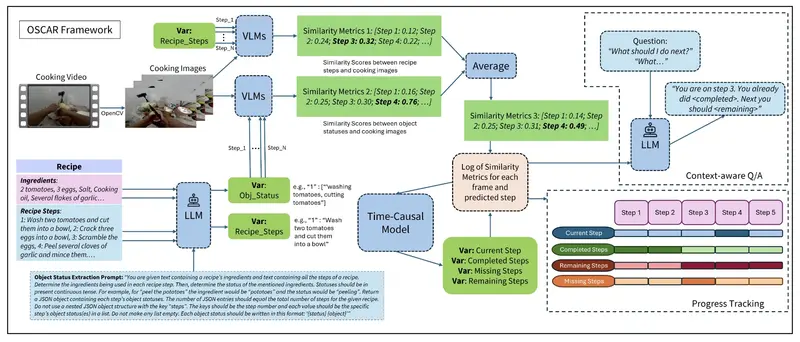 OSCAR Framework
Cooking Video
OpenCV
Cooking Images
Var:
Recipe_Steps
Step_1
...
Step_N
VLMs
VLMs
Step_1
...
Step_N
Similarity Metrics 1: [Step 1: 0.12; Step
2: 0.24; Step 3: 0.32; Step 4: 0.22; …]
Similarity Scores between recipe
steps and cooking images
Similarity Metrics 2: [Step 1: 0.16; Step
2: 0.25; Step 3: 0.30; Step 4: 0.76, …]
Similarity Scores between object
statuses and cooking images
Average
Similarity Metrics 3: [Step 1: 0.14;
Step 2: 0.25; Step 3: 0.31; Step 4: 0.49, …]
Question:
"What should I do next?"
"What…"
"You are on step 3. You already
did <completed>. Next you
should <remaining>"
LLM
Context-aware Q/A
Recipe
Ingredients:
2 tomatoes, 3 eggs, Salt, Cooking
oil, Several flakes of garlic…
Recipe Steps:
1: Wash two tomatoes and cut
them into a bowl, 2: Crack three
eggs into a bowl, 3: Scramble the
eggs, 4: Peel several cloves of
garlic and mince them….
LLM
Var:
Obj_Status
e.g., "1" : ["washing
tomatoes, cutting
tomatoes"]
Var:
Recipe_Steps
e.g., "1" : "Wash
two tomatoes and cut
them into a bowl"
Time-Causal
Model
Log of Similarity
Metrics for each
frame and
predicted step
Var: Current Step
Var: Completed Steps
Var: Missing Steps
Var: Remaining Steps
Step 1
Step 2
Step 3
Step 4
Step 5
Current Step
Completed Steps
Remaining Steps
Missing Steps
Progress Tracking
Object Status Extraction Prompt: "You are given text containing a recipe's ingredients and text containing all the steps of a recipe.
Determine the ingredients being used in each recipe step. Then, determine the status of the mentioned ingredients. Statuses should be in
present continuous tense. For example, for "peel the potatoes" the ingredient would be "potatoes" and the status would be "peeling". Return
a JSON object containing each step's object statuses. The number of JSON entries should equal the total number of steps for the given recipe.
Do not use a nested JSON object structure with the key "steps". The keys should be the step number and each value should be the specific
step's object status(es) in a list. Do not make any list empty. Each object status should be written in this format: '[status] [object]'"